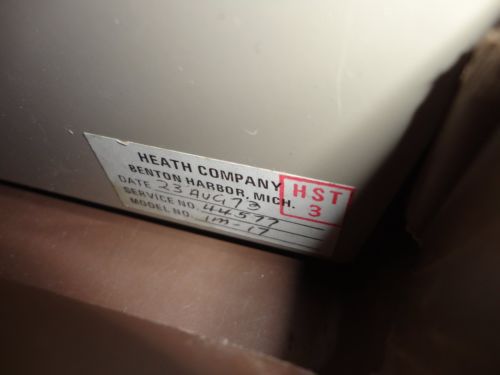 HEATH COMPANY
BENTON HARBOR, MICH.
DATE 23 AUG 73
SERVICE NO. 44577
MODEL NO. IM-17
HST
3